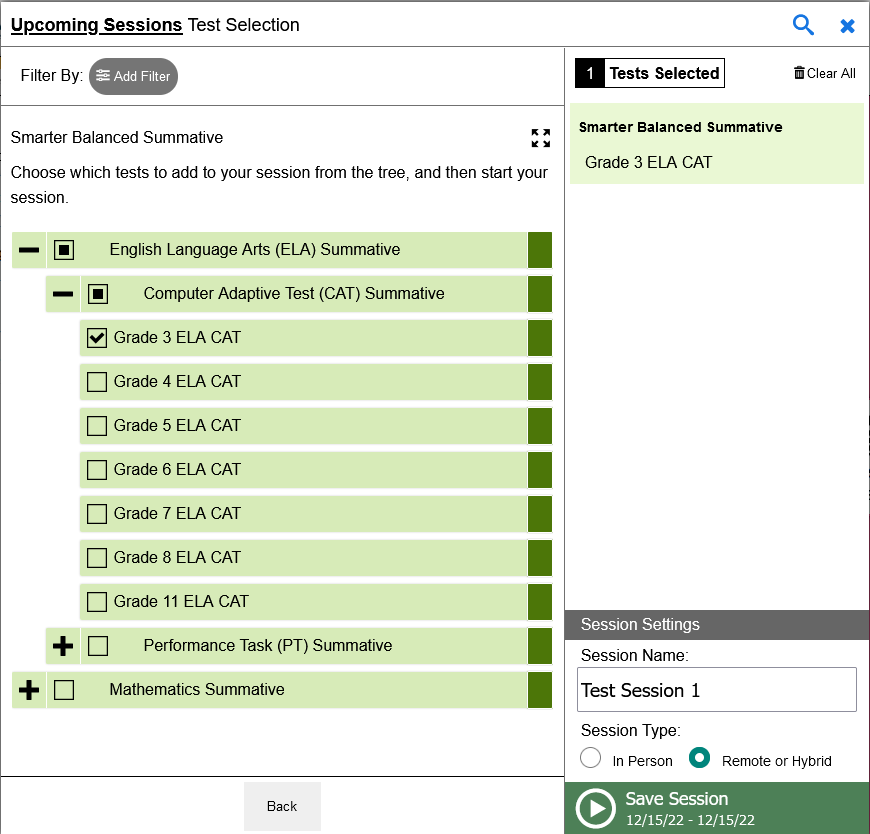 Upcoming Sessions Test Selection
Filter By: Add Filter
Smarter Balanced Summative
Choose which tests to add to your session from the tree, and then start your
session.
English Language Arts (ELA) Summative
Computer Adaptive Test (CAT) Summative
Grade 3 ELA CAT
Grade 4 ELA CAT
Grade 5 ELA CAT
Grade 6 ELA CAT
Grade 7 ELA CAT
Grade 8 ELA CAT
Grade 11 ELA CAT
Performance Task (PT) Summative
Mathematics Summative
Back
1 Tests Selected
Clear All
Smarter Balanced Summative
Grade 3 ELA CAT
Session Settings
Session Name:
Test Session 1
Session Type:
In Person Remote or Hybrid
Save Session
12/15/22 - 12/15/22